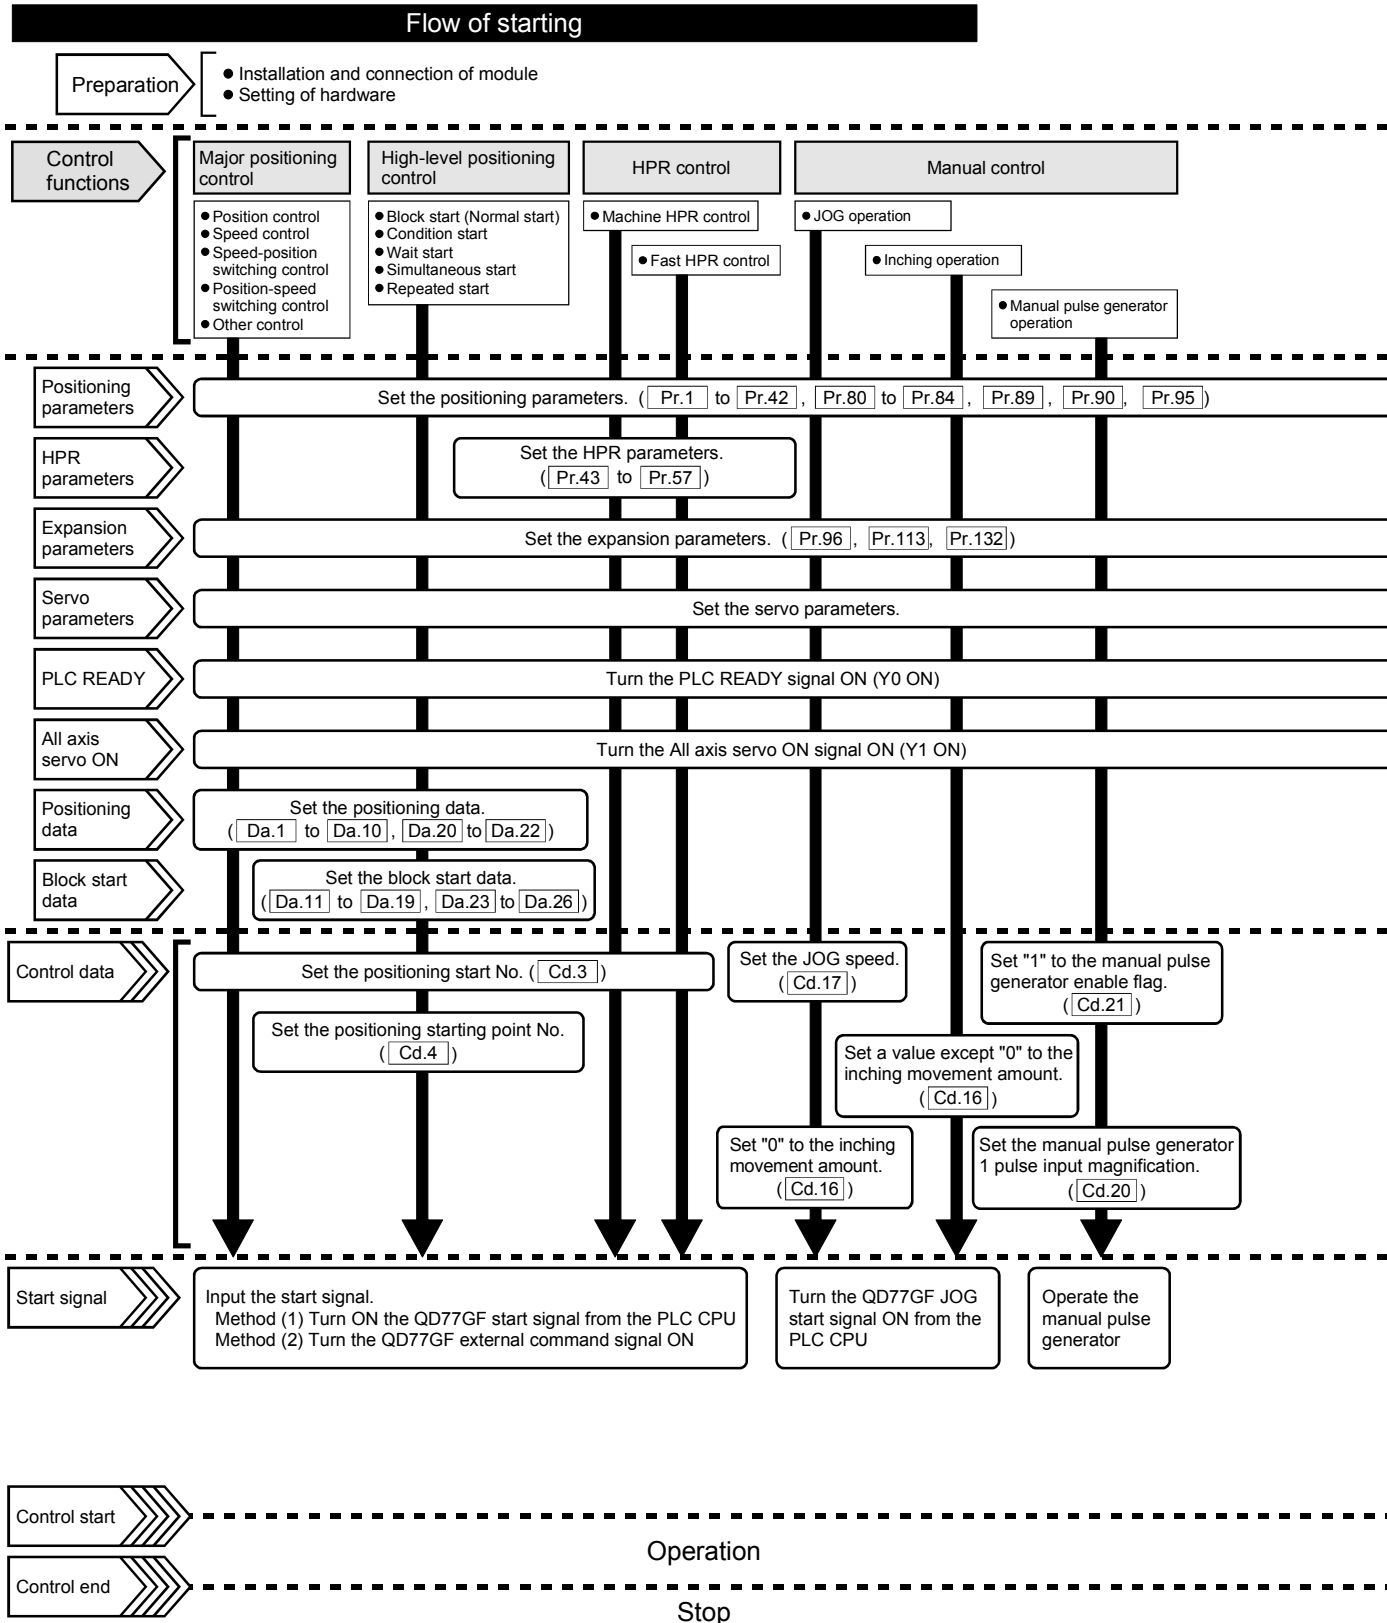 Flow of starting
Preparation
● Installation and connection of module
● Setting of hardware
Control
functions
Major positioning
control
High-level positioning
control
HPR control
Manual control
● Position control
● Speed control
● Speed-position
switching control
● Position-speed
switching control
● Other control
● Block start (Normal start)
● Condition start
● Wait start
● Simultaneous start
● Repeated start
● Machine HPR control
● Fast HPR control
● JOG operation
● Inching operation
● Manual pulse generator
operation
Positioning
parameters
Set the positioning parameters. ( Pr.1 to Pr.42 , Pr.80 to Pr.84 , Pr.89 , Pr.90 , Pr.95 )
HPR
parameters
Set the HPR parameters.
( Pr.43 to Pr.57 )
Expansion
parameters
Set the expansion parameters. ( Pr.96 , Pr.113 , Pr.132 )
Servo
parameters
Set the servo parameters.
PLC READY
Turn the PLC READY signal ON (Y0 ON)
All axis
servo ON
Turn the All axis servo ON signal ON (Y1 ON)
Positioning
data
Set the positioning data.
( Da.1 to Da.10 , Da.20 to Da.22 )
Block start
data
Set the block start data.
( Da.11 to Da.19 , Da.23 to Da.26 )
Control data
Set the positioning start No. ( Cd.3 )
Set the positioning starting point No.
( Cd.4 )
Set the JOG speed.
( Cd.17 )
Set "1" to the manual pulse
generator enable flag.
( Cd.21 )
Set a value except "0" to the
inching movement amount.
( Cd.16 )
Set "0" to the inching
movement amount.
( Cd.16 )
Set the manual pulse generator
1 pulse input magnification.
( Cd.20 )
Start signal
Input the start signal.
Method (1) Turn ON the QD77GF start signal from the PLC CPU
Method (2) Turn the QD77GF external command signal ON
Turn the QD77GF JOG
start signal ON from the
PLC CPU
Operate the
manual pulse
generator
Control start
Operation
Control end
Stop